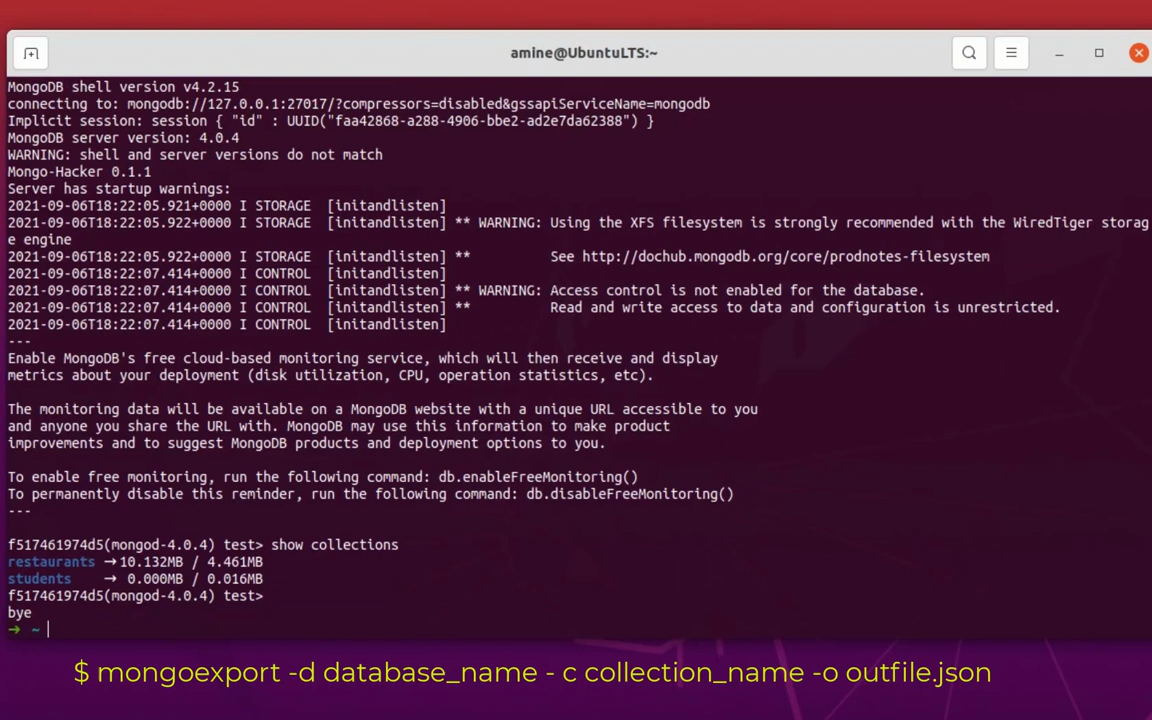 amine@UbuntuLTS:~
MongoDB shell version v4.2.15
connecting to: mongodb://127.0.0.1:27017/?compressors=disabled&gssapiServiceName=mongodb
Implicit session: session { "id" : UUID("faa42868-a288-4906-bbe2-ad2e7da62388") }
MongoDB server version: 4.0.4
WARNING: shell and server versions do not match
Mongo-Hacker 0.1.1
Server has startup warnings:
2021-09-06T18:22:05.921+0000 I STORAGE  [initandlisten]
2021-09-06T18:22:05.922+0000 I STORAGE  [initandlisten] ** WARNING: Using the XFS filesystem is strongly recommended with the WiredTiger storag
e engine
2021-09-06T18:22:05.922+0000 I STORAGE  [initandlisten] **          See http://dochub.mongodb.org/core/prodnotes-filesystem
2021-09-06T18:22:07.414+0000 I CONTROL  [initandlisten]
2021-09-06T18:22:07.414+0000 I CONTROL  [initandlisten] ** WARNING: Access control is not enabled for the database.
2021-09-06T18:22:07.414+0000 I CONTROL  [initandlisten] **          Read and write access to data and configuration is unrestricted.
2021-09-06T18:22:07.414+0000 I CONTROL  [initandlisten]
---
Enable MongoDB's free cloud-based monitoring service, which will then receive and display
metrics about your deployment (disk utilization, CPU, operation statistics, etc).
The monitoring data will be available on a MongoDB website with a unique URL accessible to you
and anyone you share the URL with. MongoDB may use this information to make product
improvements and to suggest MongoDB products and deployment options to you.
To enable free monitoring, run the following command: db.enableFreeMonitoring()
To permanently disable this reminder, run the following command: db.disableFreeMonitoring()
---
f517461974d5(mongod-4.0.4) test> show collections
restaurants → 10.132MB / 4.461MB
students    →  0.000MB / 0.016MB
f517461974d5(mongod-4.0.4) test>
bye
→ ~
$ mongoexport -d database_name - c collection_name -o outfile.json